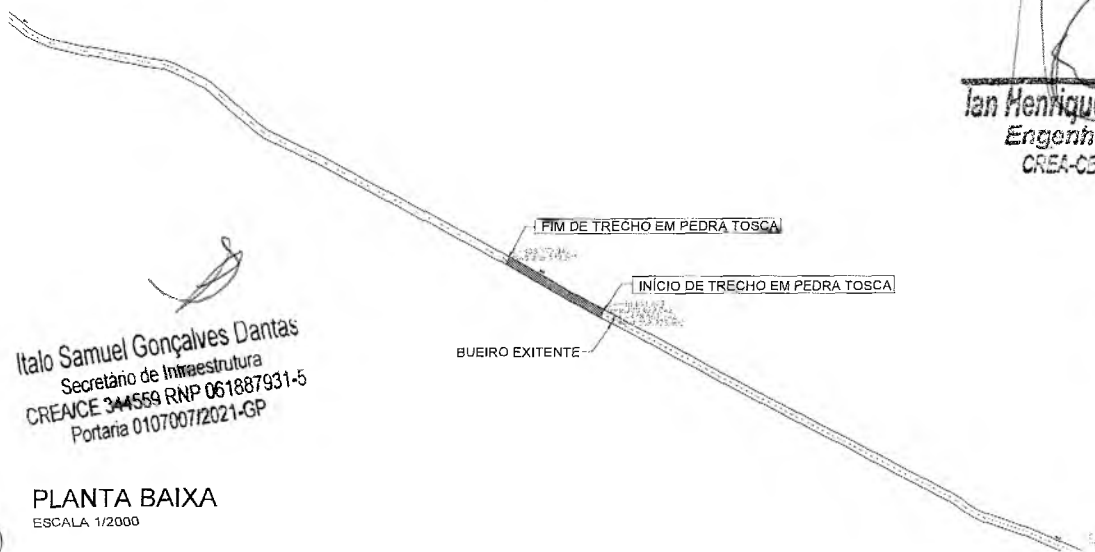 Ian Henrique
Engenh
CREA-CE
FIM DE TRECHO EM PEDRA TOSCA
INÍCIO DE TRECHO EM PEDRA TOSCA
BUEIRO EXITENTE
Italo Samuel Gonçalves Dantas
Secretário de Infraestrutura
CREA/CE 344559 RNP 061887931-5
Portaria 0107007/2021-GP
PLANTA BAIXA
ESCALA 1/2000